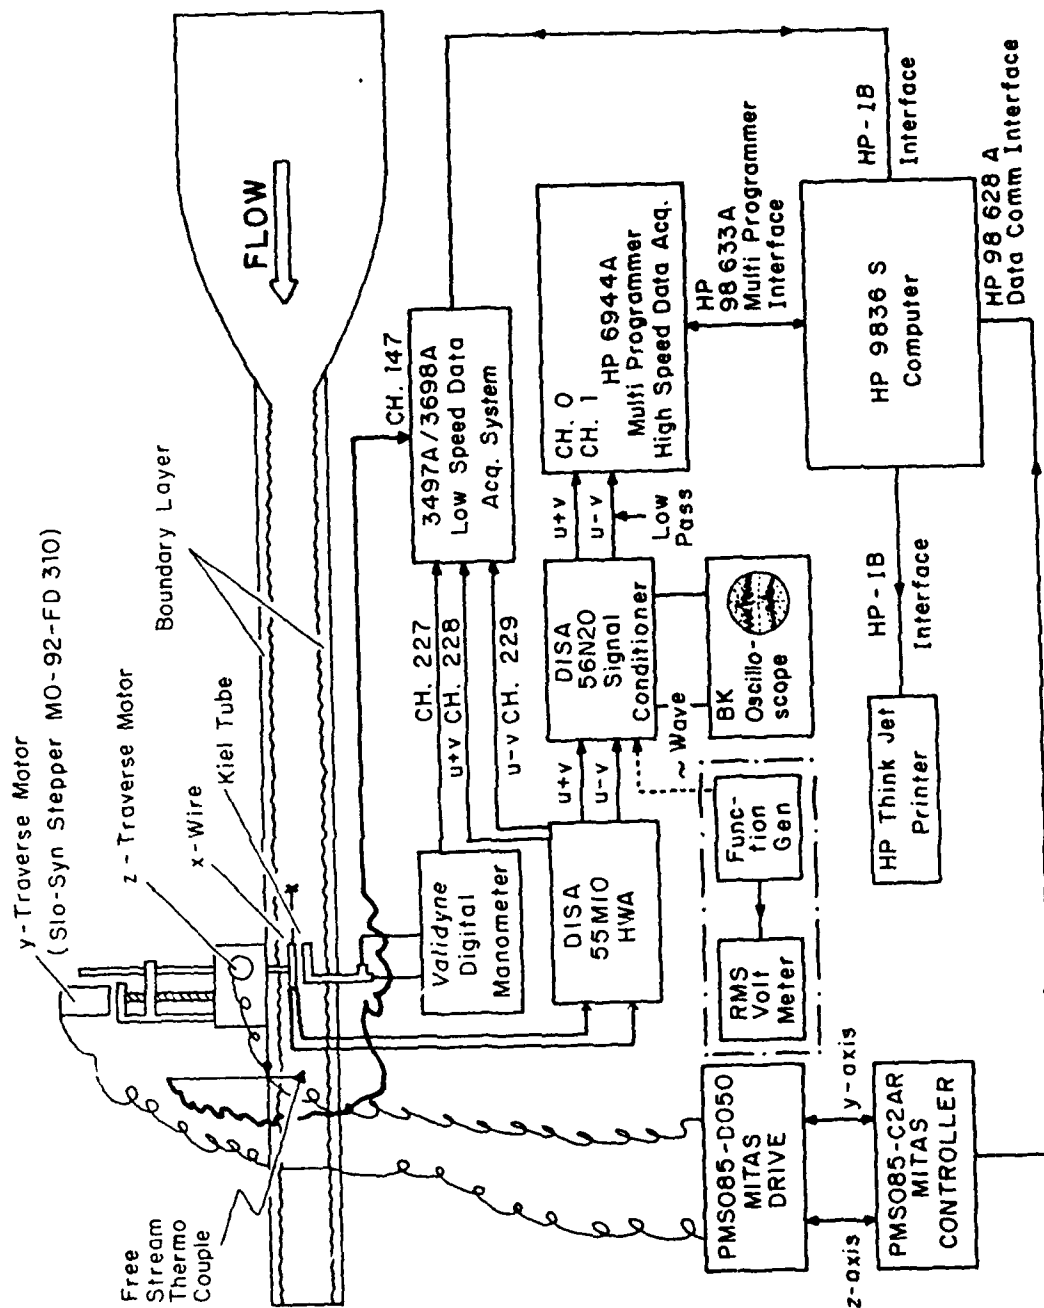 y-Traverse Motor
(Slo-Syn Stepper MO-92-FD 310)
z-Traverse Motor
x-Wire
Kiel Tube
Boundary Layer
FLOW
Free
Stream
Thermo
Couple
CH. 147
3497A/3698A
Low Speed Data
Acq. System
CH. 227
u+v CH. 228
u-v CH. 229
Validyne
Digital
Manometer
DISA
55M10
HWA
u+v
u-v
~ Wave
DISA
56N20
Signal
Conditioner
u+v
u-v
Low
Pass
CH. 0
CH. 1
HP 6944A
Multi Programmer
High Speed Data Acq.
BK
Oscillo-
scope
Func-
tion
Gen
RMS
Volt
Meter
HP
98 633A
Multi Programmer
Interface
HP-IB
Interface
HP 9836 S
Computer
HP 98 628 A
Data Comm Interface
HP-IB
Interface
HP Think Jet
Printer
PMS085-D050
MITAS
DRIVE
y-axis
z-axis
PMS085-C2AR
MITAS
CONTROLLER